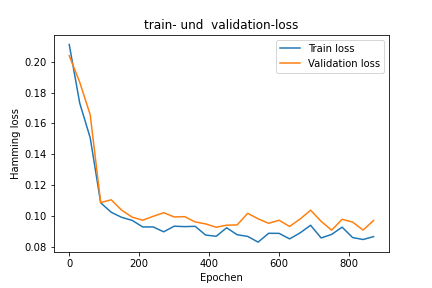 train- und  validation-loss
Train loss
Validation loss
Hamming loss
0.20
0.18
0.16
0.14
0.12
0.10
0.08
0 200 400 600 800
Epochen